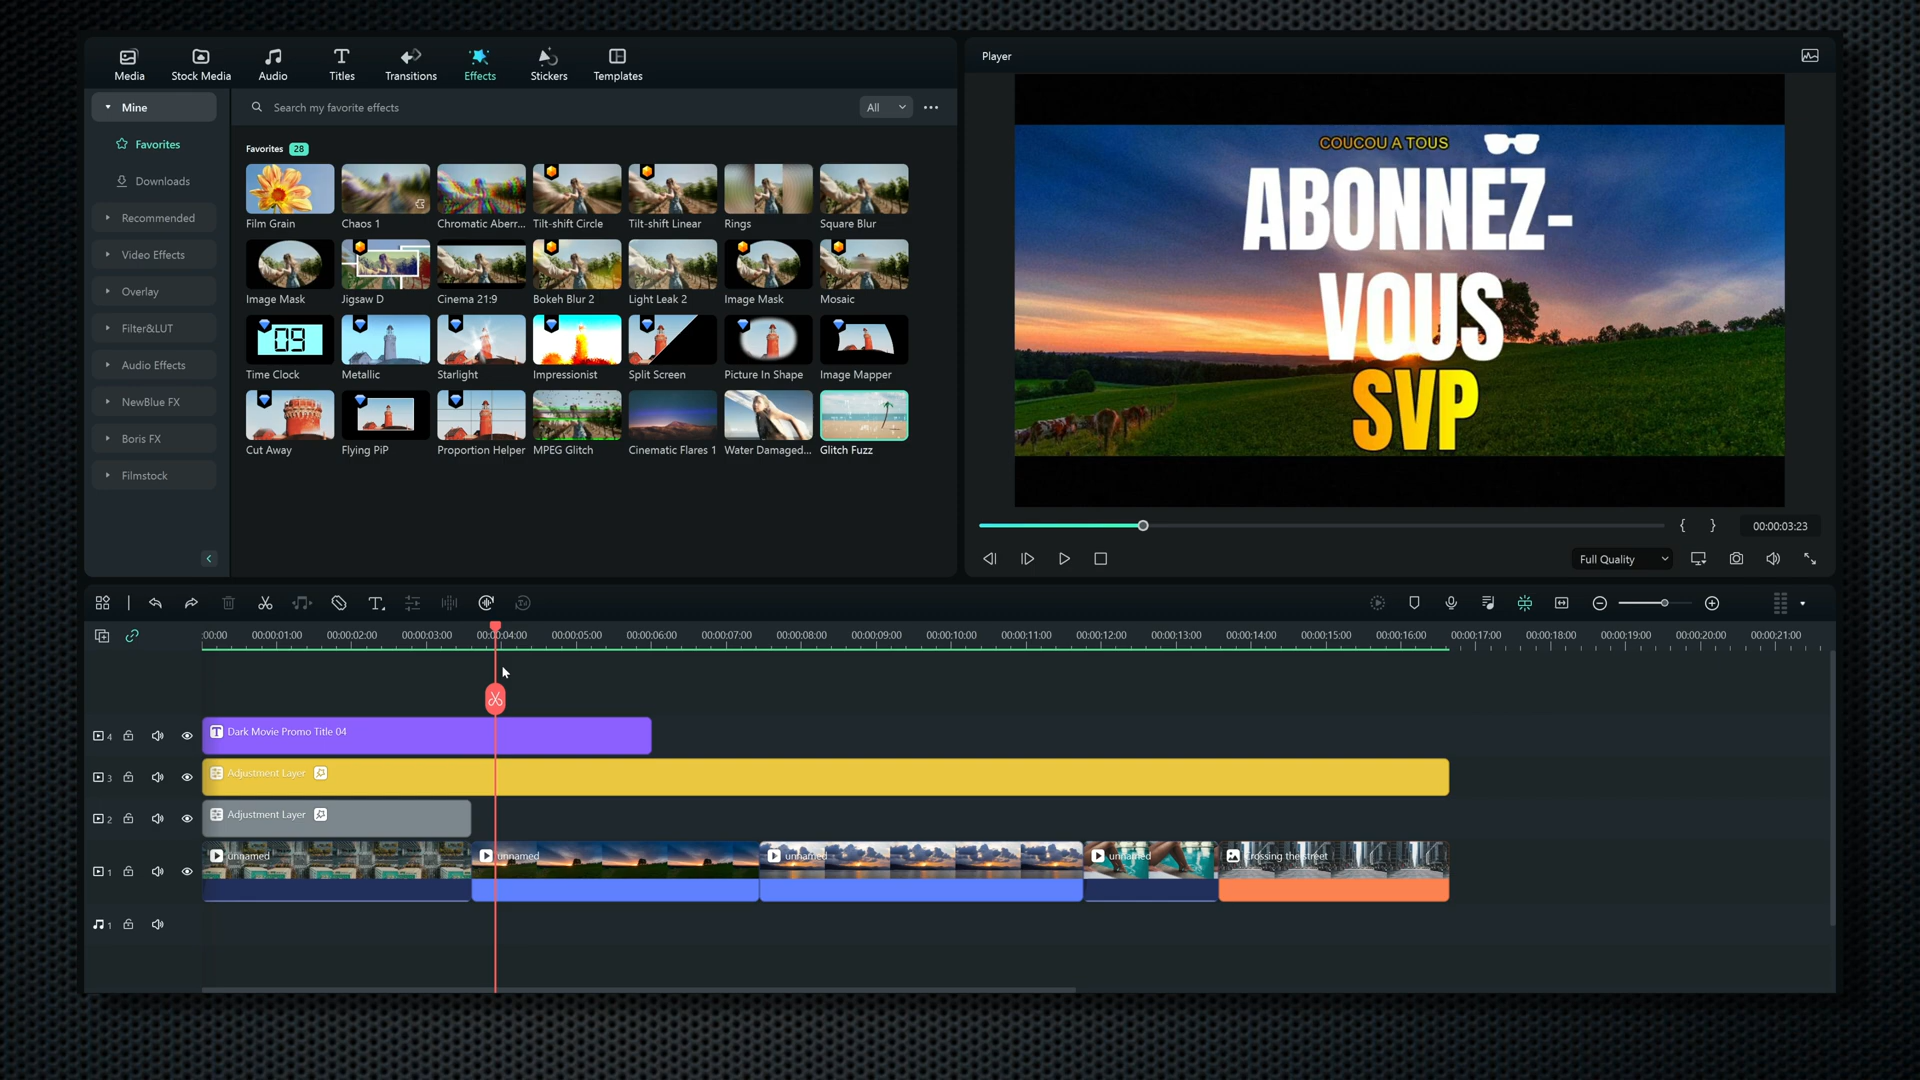 Media
Stock Media
Audio
Titles
Transitions
Effects
Stickers
Templates
Mine
Favorites
Downloads
Recommended
Video Effects
Overlay
Filter&LUT
Audio Effects
NewBlue FX
Boris FX
Filmstock
Search my favorite effects
All
Favorites 28
Film Grain
Chaos 1
Chromatic Aberr...
Tilt-shift Circle
Tilt-shift Linear
Rings
Square Blur
Image Mask
Jigsaw D
Cinema 21:9
Bokeh Blur 2
Light Leak 2
Image Mask
Mosaic
09
Time Clock
Metallic
Starlight
Impressionist
Split Screen
Picture In Shape
Image Mapper
Cut Away
Flying PiP
Proportion Helper
MPEG Glitch
Cinematic Flares 1
Water Damaged...
Glitch Fuzz
Player
COUCOU A TOUS
ABONNEZ-
VOUS
SVP
{ } 00:00:03:23
Full Quality
:00:00 00:00:01:00 00:00:02:00 00:00:03:00 00:00:04:00 00:00:05:00 00:00:06:00 00:00:07:00 00:00:08:00 00:00:09:00 00:00:10:00 00:00:11:00 00:00:12:00 00:00:13:00 00:00:14:00 00:00:15:00 00:00:16:00 00:00:17:00 00:00:18:00 00:00:19:00 00:00:20:00 00:00:21:00
4 Dark Movie Promo Title 04
3 Adjustment Layer
2 Adjustment Layer
1 unnamed unnamed unnamed unnamed Crossing the street
1